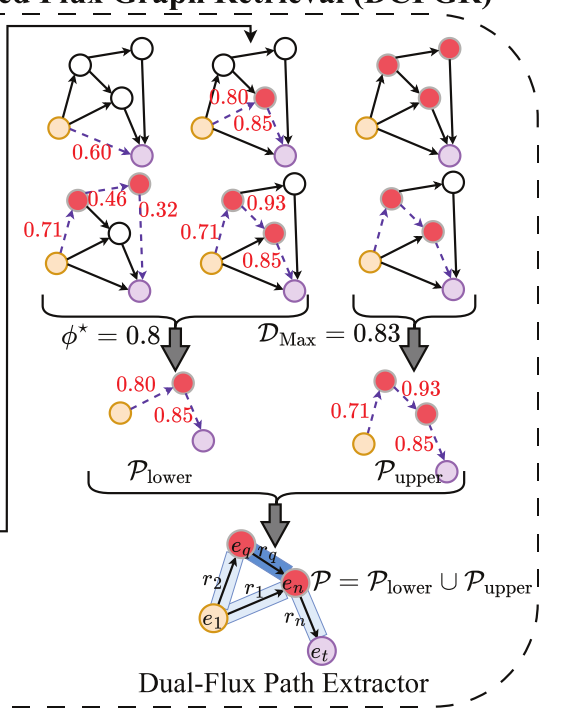 ed Flux Graph Retrieval (DCFGR)
0.60
0.80
0.85
0.71
0.46
0.32
0.71
0.93
0.85
ϕ* = 0.8
𝒟Max = 0.83
0.80
0.85
0.71
0.93
0.85
𝒫lower
𝒫upper
eq
rq
r2
r1
en
𝒫 = 𝒫lower ∪ 𝒫upper
e1
rn
et
Dual-Flux Path Extractor